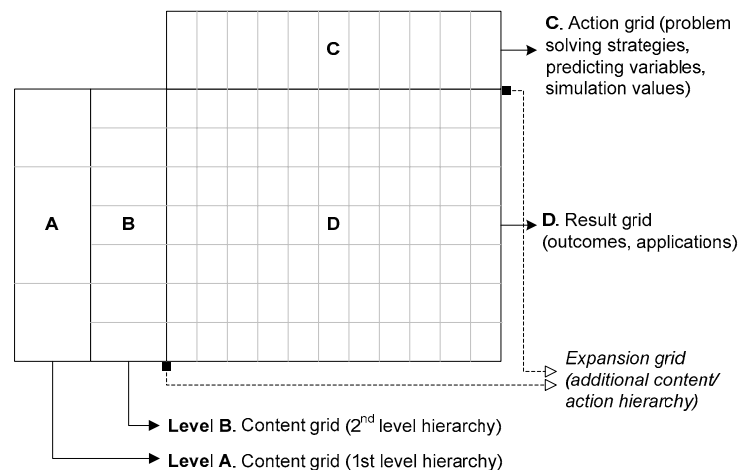 C
C. Action grid (problem
solving strategies,
predicting variables,
simulation values)
A
B
D
D. Result grid
(outcomes, applications)
Expansion grid
(additional content/
action hierarchy)
Level B. Content grid (2nd level hierarchy)
Level A. Content grid (1st level hierarchy)